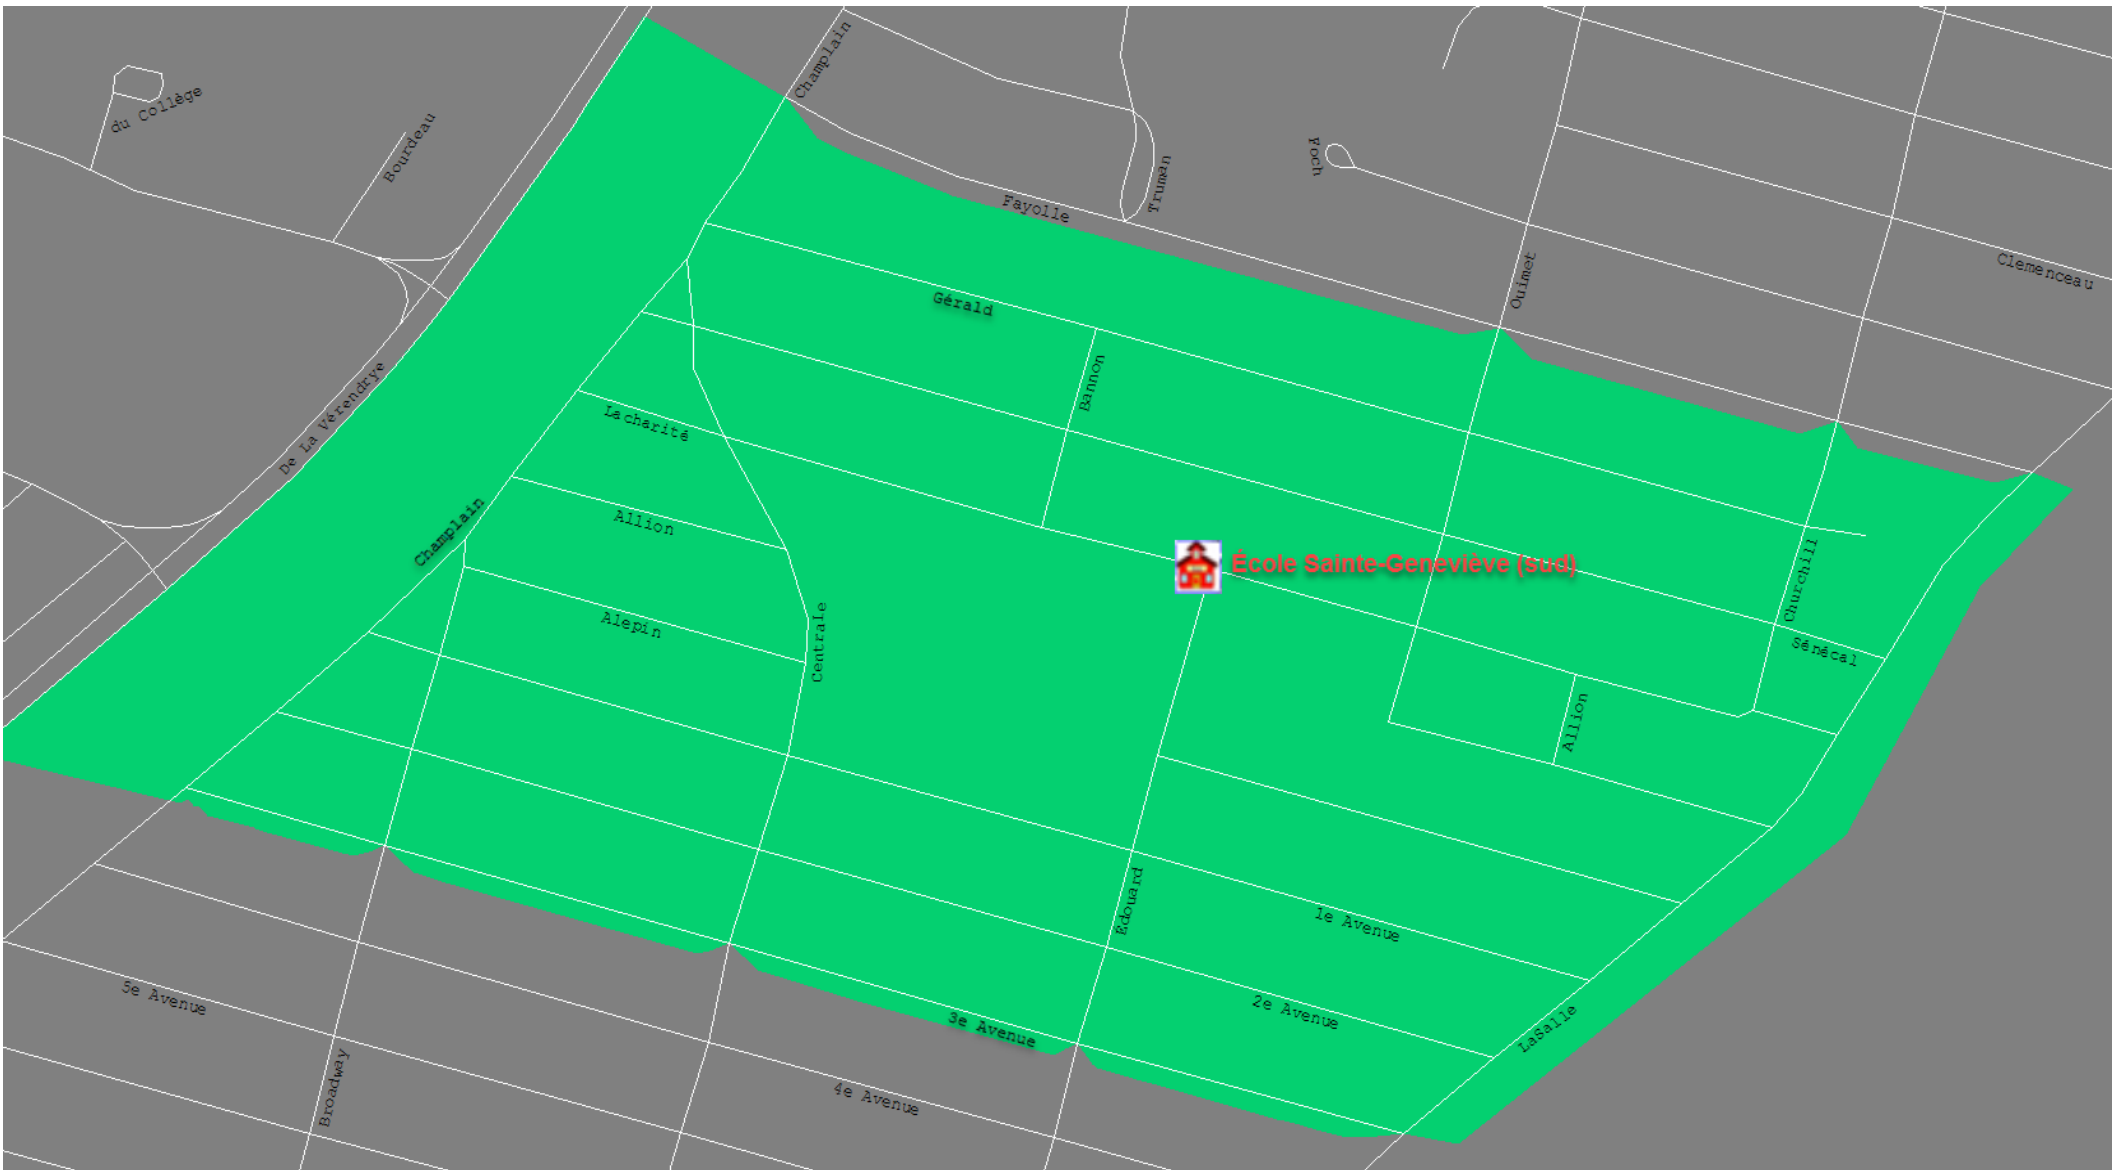 Champlain
du Collège
Bourdeau
Foch
Truman
Fayolle
Ouimet
Clemenceau
Gérald
Bannon
De La Vérendrye
Lacharité
Champlain
Allion
École Sainte-Geneviève (sud)
Churchill
Alepin
Centrale
Sénécal
Allion
Edouard
1e Avenue
5e Avenue
2e Avenue
3e Avenue
LaSalle
Broadway
4e Avenue